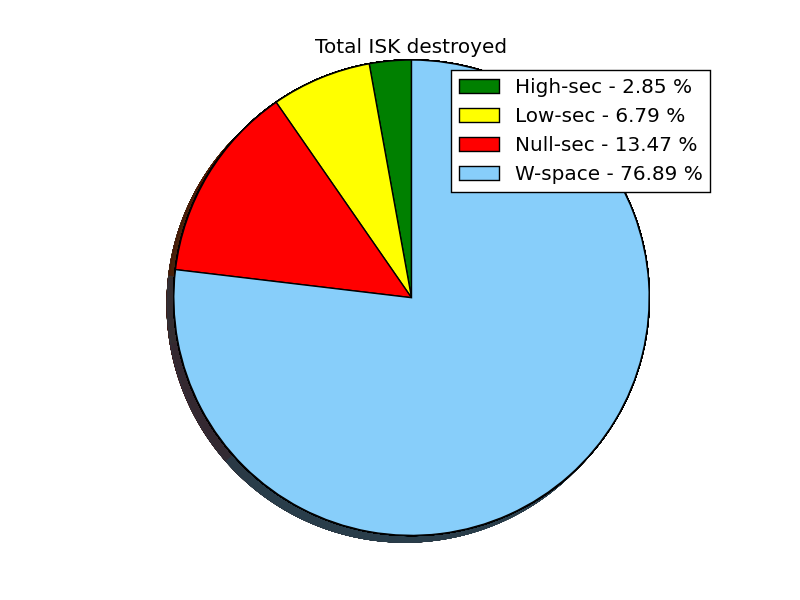 Total ISK destroyed
High-sec - 2.85 %
Low-sec - 6.79 %
Null-sec - 13.47 %
W-space - 76.89 %